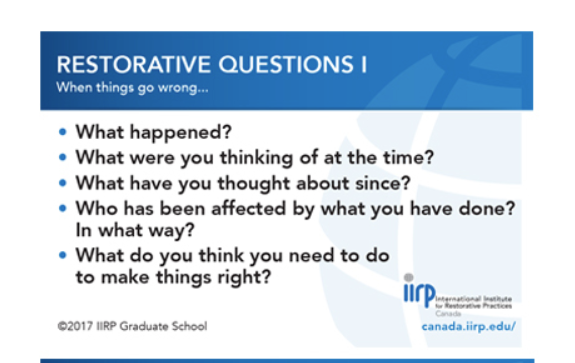 RESTORATIVE QUESTIONS I
When things go wrong...
• What happened?
• What were you thinking of at the time?
• What have you thought about since?
• Who has been affected by what you have done?
In what way?
• What do you think you need to do
to make things right?
iirp International Institute
for Restorative Practices
Canada
©2017 IIRP Graduate School
canada.iirp.edu/